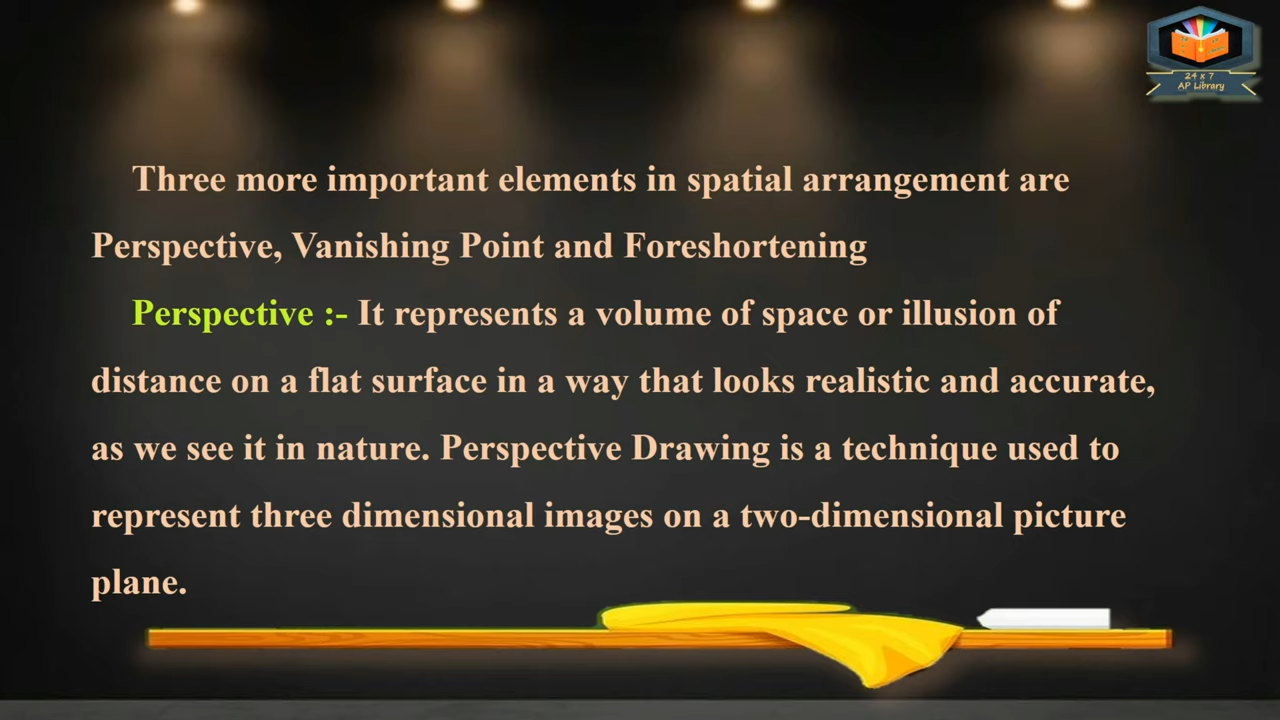 24 x 7
AP Library
Three more important elements in spatial arrangement are
Perspective, Vanishing Point and Foreshortening
Perspective :- It represents a volume of space or illusion of
distance on a flat surface in a way that looks realistic and accurate,
as we see it in nature. Perspective Drawing is a technique used to
represent three dimensional images on a two-dimensional picture
plane.